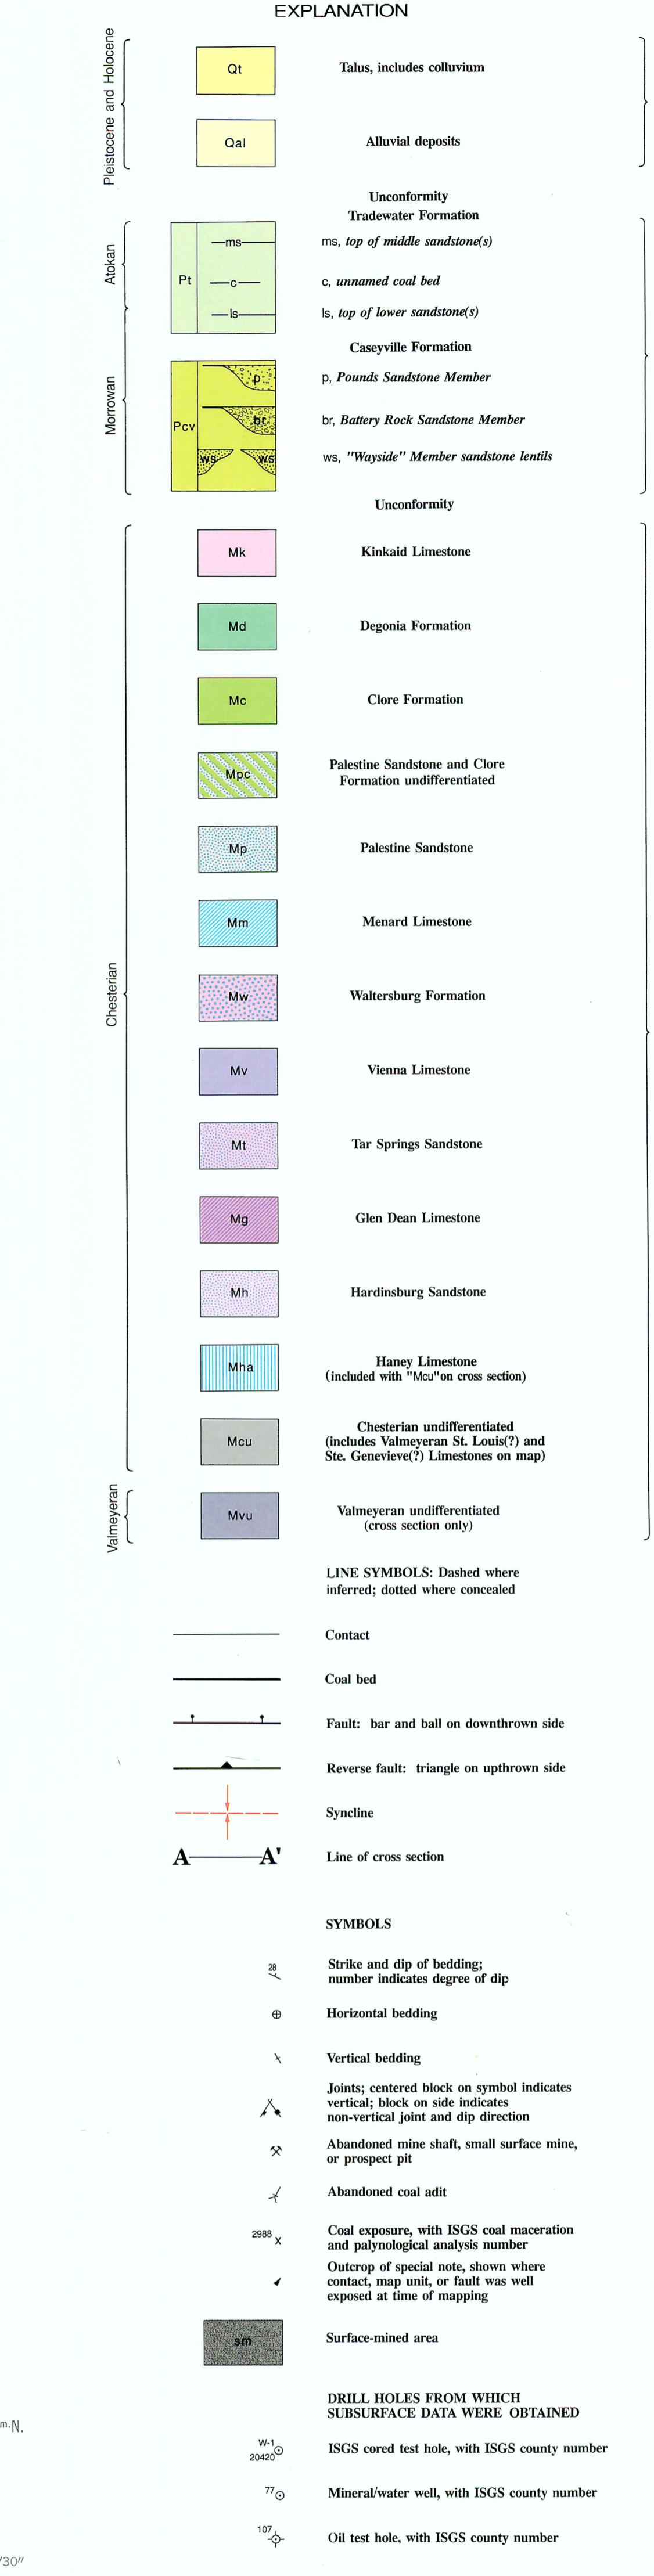 EXPLANATION
Pleistocene and Holocene
Qt
Talus, includes colluvium
Qal
Alluvial deposits
Unconformity
Atokan
Tradewater Formation
Pt
ms
ms, top of middle sandstone(s)
c
c, unnamed coal bed
ls
ls, top of lower sandstone(s)
Morrowan
Caseyville Formation
Pcv
p
p, Pounds Sandstone Member
br
br, Battery Rock Sandstone Member
ws ws
ws, "Wayside" Member sandstone lentils
Unconformity
Chesterian
Mk
Kinkaid Limestone
Md
Degonia Formation
Mc
Clore Formation
Mpc
Palestine Sandstone and Clore
Formation undifferentiated
Mp
Palestine Sandstone
Mm
Menard Limestone
Mw
Waltersburg Formation
Mv
Vienna Limestone
Mt
Tar Springs Sandstone
Mg
Glen Dean Limestone
Mh
Hardinsburg Sandstone
Mha
Haney Limestone
(included with "Mcu"on cross section)
Mcu
Chesterian undifferentiated
(includes Valmeyeran St. Louis(?) and
Ste. Genevieve(?) Limestones on map)
Valmeyeran
Mvu
Valmeyeran undifferentiated
(cross section only)
LINE SYMBOLS: Dashed where
inferred; dotted where concealed
Contact
Coal bed
Fault: bar and ball on downthrown side
Reverse fault: triangle on upthrown side
Syncline
A A'
Line of cross section
SYMBOLS
28
Strike and dip of bedding;
number indicates degree of dip
Horizontal bedding
Vertical bedding
Joints; centered block on symbol indicates
vertical; block on side indicates
non-vertical joint and dip direction
Abandoned mine shaft, small surface mine,
or prospect pit
Abandoned coal adit
2988 X
Coal exposure, with ISGS coal maceration
and palynological analysis number
Outcrop of special note, shown where
contact, map unit, or fault was well
exposed at time of mapping
sm
Surface-mined area
DRILL HOLES FROM WHICH
SUBSURFACE DATA WERE OBTAINED
m.N.
W-1
20420
ISGS cored test hole, with ISGS county number
77
Mineral/water well, with ISGS county number
107
Oil test hole, with ISGS county number
'30"